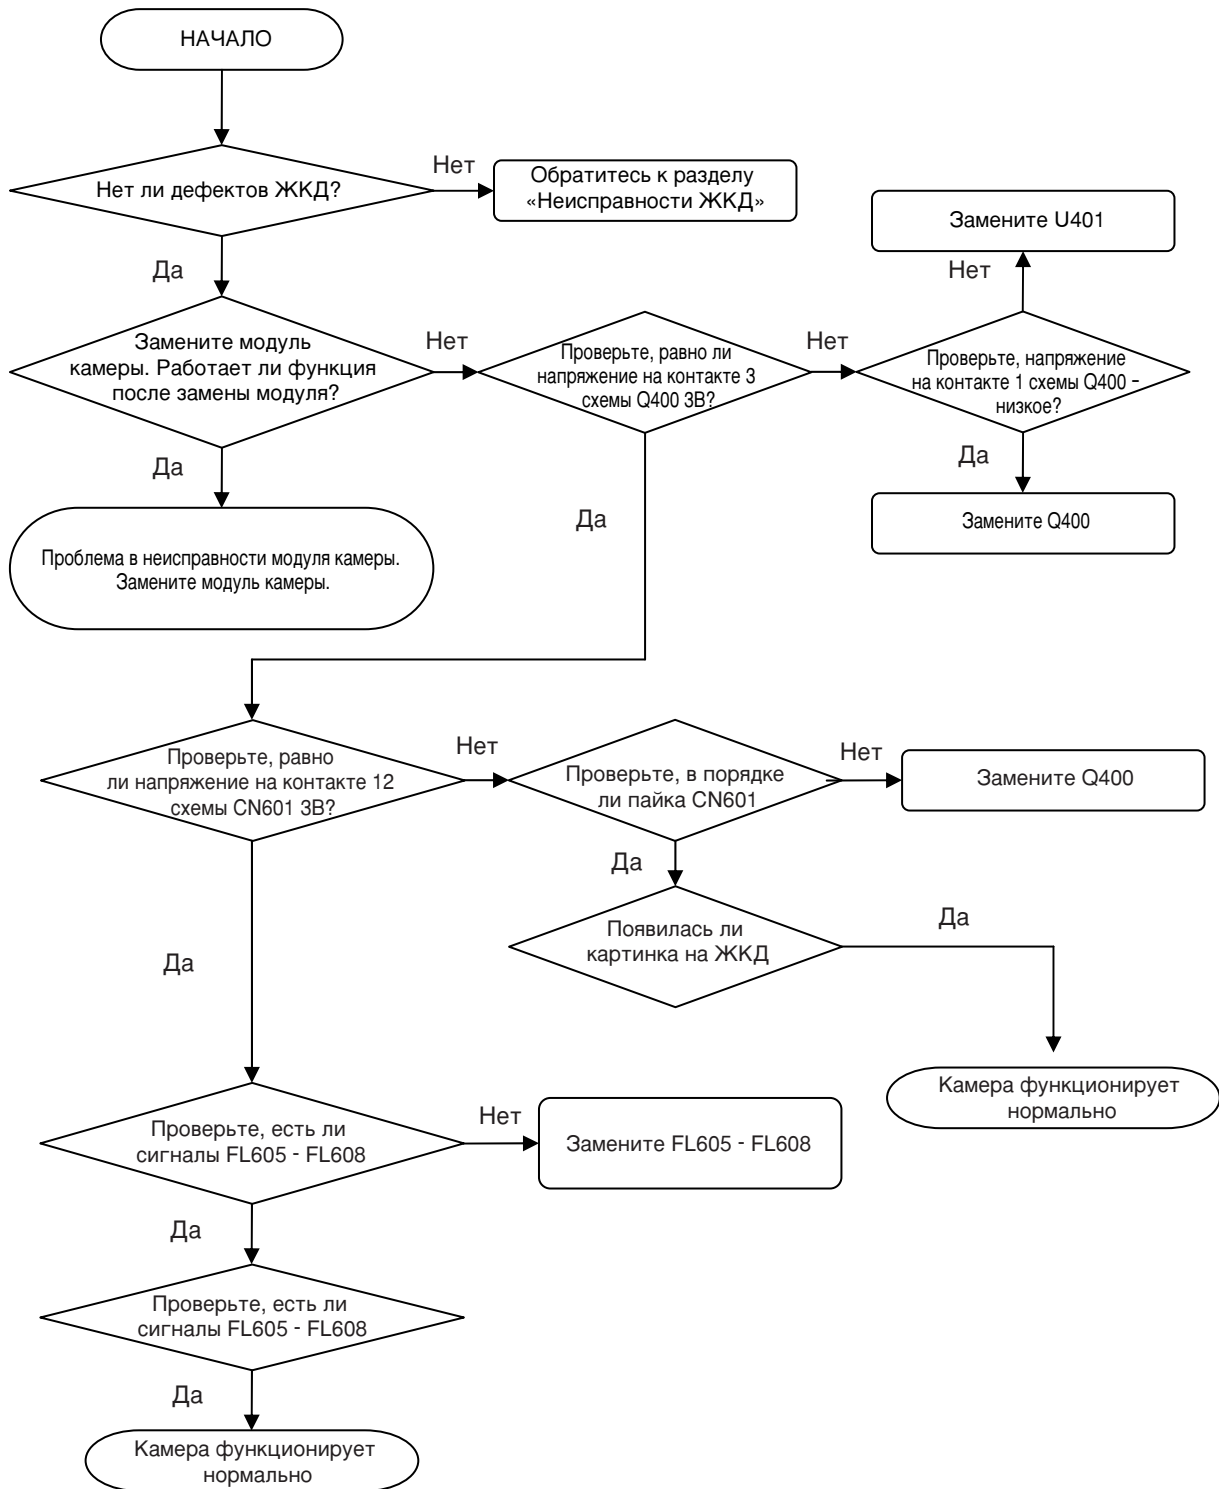 НАЧАЛО
Нет ли дефектов ЖКД?
Нет
Обратитесь к разделу
«Неисправности ЖКД»
Да
Замените модуль
камеры. Работает ли функция
после замены модуля?
Нет
Проверьте, равно ли
напряжение на контакте 3
схемы Q400 3В?
Нет
Проверьте, напряжение
на контакте 1 схемы Q400 –
низкое?
Нет
Замените U401
Да
Замените Q400
Да
Проблема в неисправности модуля камеры.
Замените модуль камеры.
Да
Проверьте, равно
ли напряжение на контакте 12
схемы CN601 3В?
Нет
Проверьте, в порядке
ли пайка CN601
Нет
Замените Q400
Да
Появилась ли
картинка на ЖКД
Да
Камера функционирует
нормально
Да
Проверьте, есть ли
сигналы FL605 - FL608
Нет
Замените FL605 - FL608
Да
Проверьте, есть ли
сигналы FL605 - FL608
Да
Камера функционирует
нормально